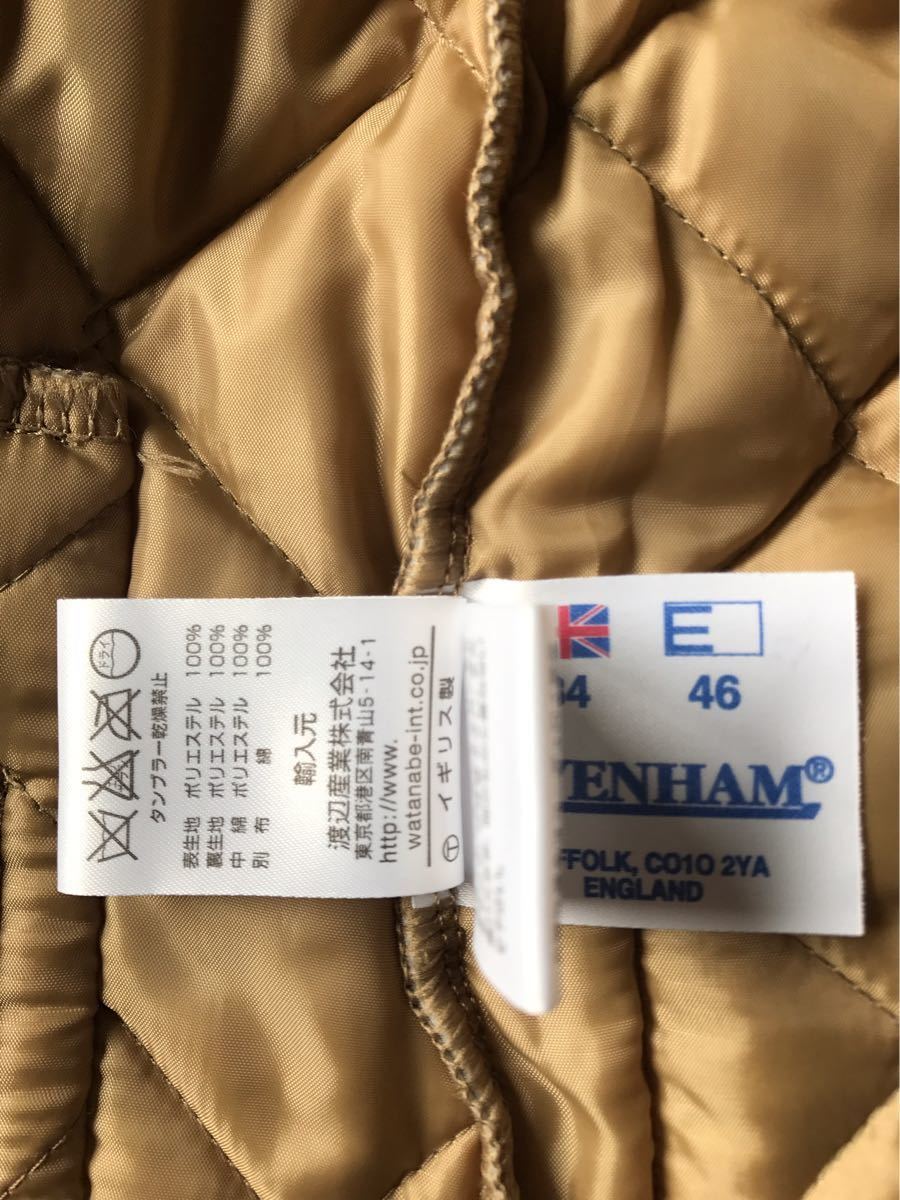 ドライ
タンブラー乾燥禁止
表生地 ポリエステル 100%
裏生地 ポリエステル 100%
中綿 ポリエステル 100%
別布 綿 100%
輸入元
渡辺産業株式会社
東京都港区南青山5-14-1
http://www.
watanabe-int.co.jp
イギリス製
E
46
ENGLAND
CO10 2YA